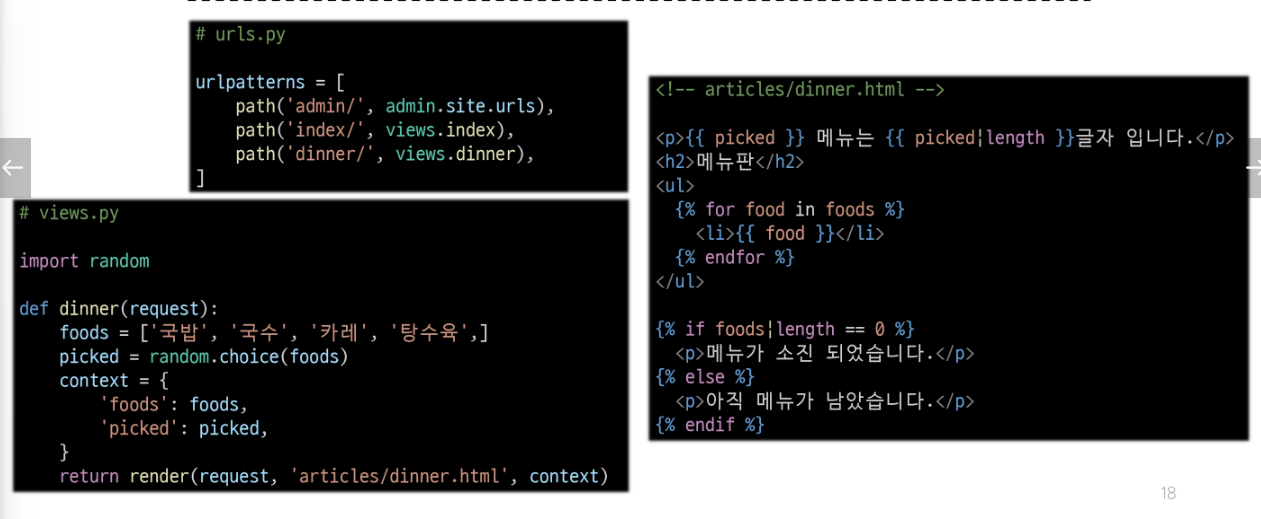 # urls.py

urlpatterns = [
    path('admin/', admin.site.urls),
    path('index/', views.index),
    path('dinner/', views.dinner),
]
# views.py

import random

def dinner(request):
    foods = ['국밥', '국수', '카레', '탕수육',]
    picked = random.choice(foods)
    context = {
        'foods': foods,
        'picked': picked,
    }
    return render(request, 'articles/dinner.html', context)
<!-- articles/dinner.html -->

<p>{{ picked }} 메뉴는 {{ picked|length }}글자 입니다.</p>
<h2>메뉴판</h2>
<ul>
  {% for food in foods %}
    <li>{{ food }}</li>
  {% endfor %}
</ul>

{% if foods|length == 0 %}
  <p>메뉴가 소진 되었습니다.</p>
{% else %}
  <p>아직 메뉴가 남았습니다.</p>
{% endif %}
18